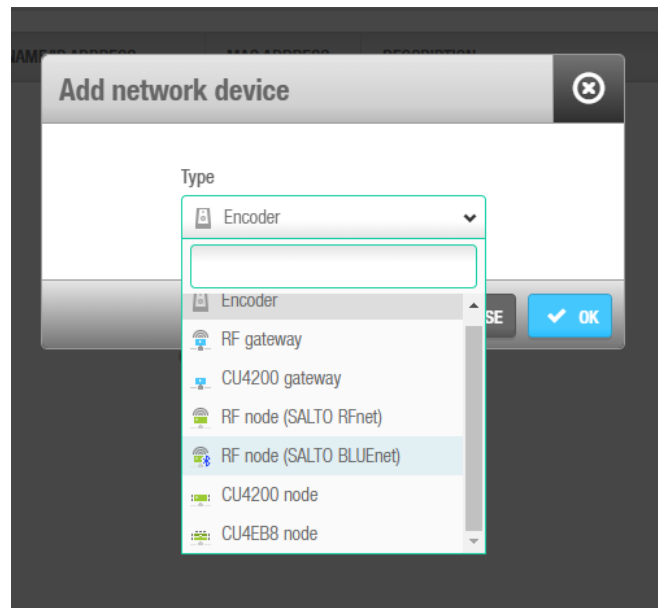 Add network device
Type
Encoder
Encoder
RF gateway
SE
OK
CU4200 gateway
RF node (SALTO RFnet)
RF node (SALTO BLUEnet)
CU4200 node
CU4EB8 node